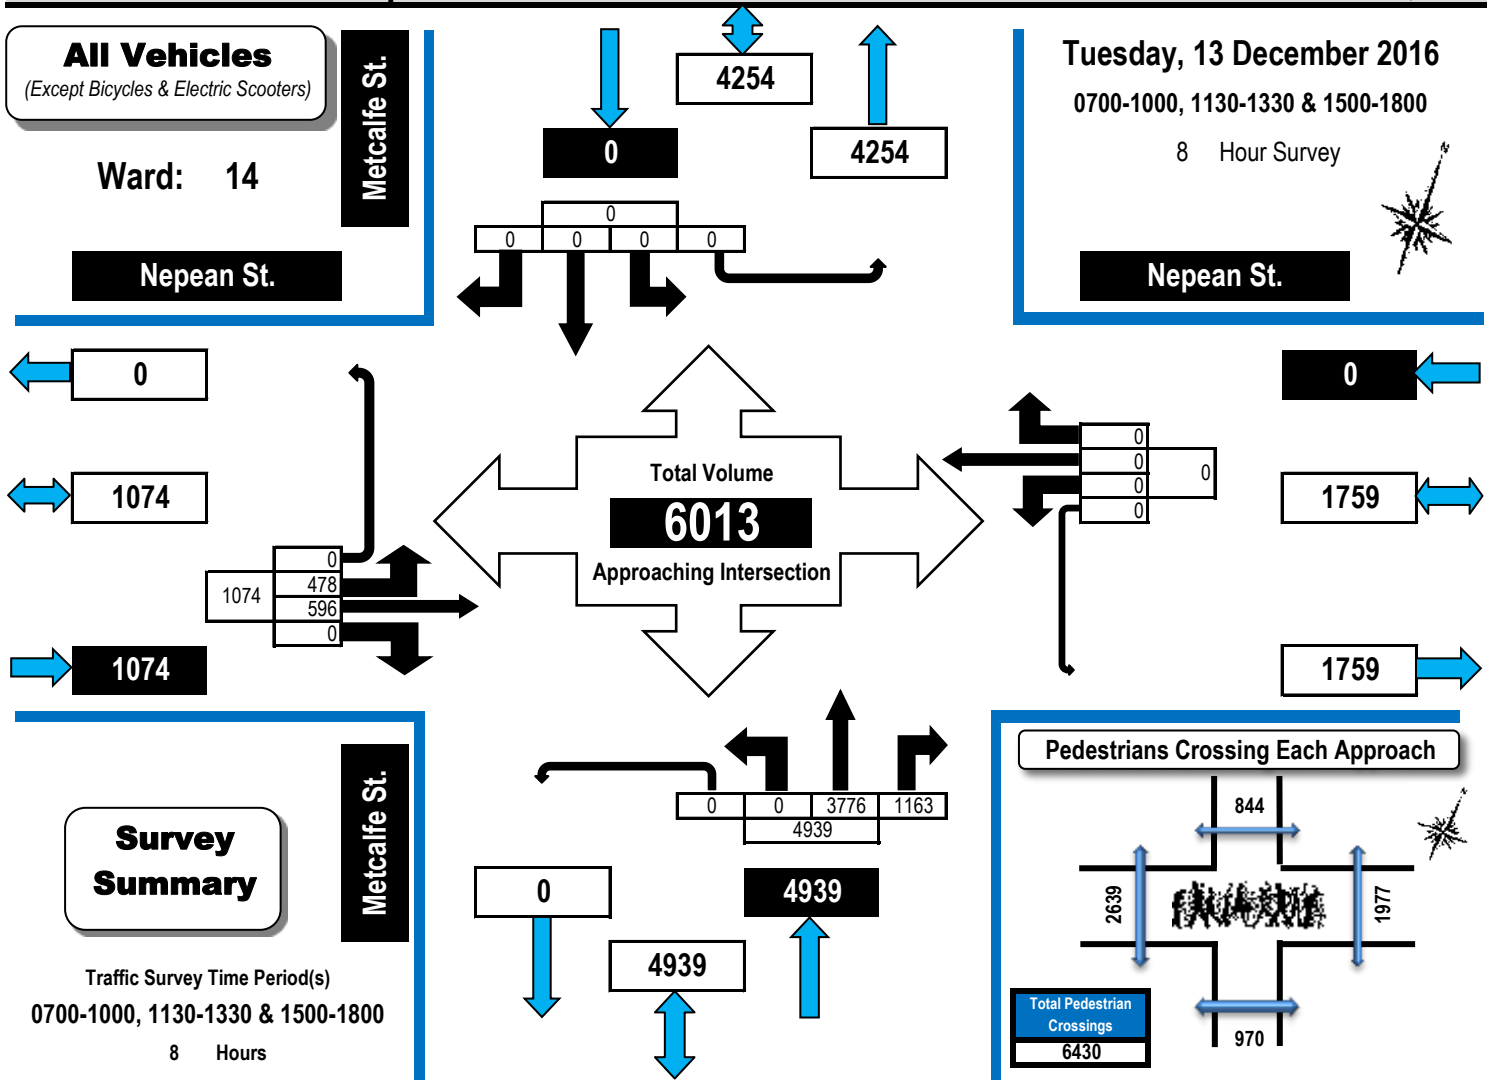 All Vehicles
(Except Bicycles & Electric Scooters)
Ward: 14
Metcalfe St.
Nepean St.
4254
0
4254
0
0 0 0 0
Tuesday, 13 December 2016
0700-1000, 1130-1330 & 1500-1800
8 Hour Survey
N
Nepean St.
0
1074
0
478
596
0
1074
1074
Total Volume
6013
Approaching Intersection
0
0
0
0
0
0
1759
1759
Survey
Summary
Metcalfe St.
Traffic Survey Time Period(s)
0700-1000, 1130-1330 & 1500-1800
8 Hours
0 0 3776 1163
4939
0
4939
4939
Pedestrians Crossing Each Approach
844
2639
1977
970
Total Pedestrian
Crossings
6430